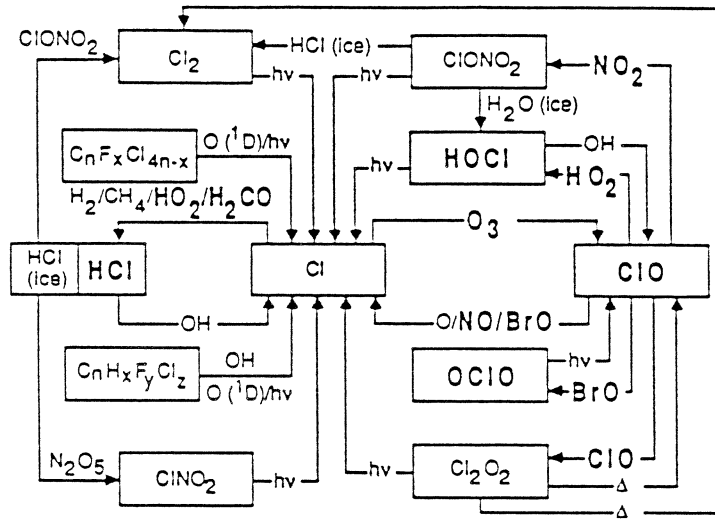 ClONO₂
Cl₂
HCl (ice)
ClONO₂
NO₂
hν
hν
H₂O (ice)
O (¹D)/hν
CₙFₓCl₄ₙ₋ₓ
HOCl
OH
hν
HO₂
H₂/CH₄/HO₂/H₂CO
O₃
HCl
(ice)
HCl
Cl
ClO
OH
O/NO/BrO
CₙHₓFᵧCl_z
OH
O (¹D)/hν
OClO
hν
BrO
N₂O₅
ClNO₂
hν
hν
Cl₂O₂
ClO
Δ
Δ